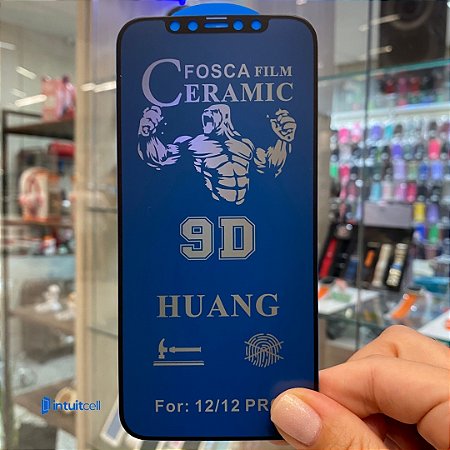 FOSCA FILM
CERAMIC
9D
HUANG
For: 12/12 PR
intuitcell